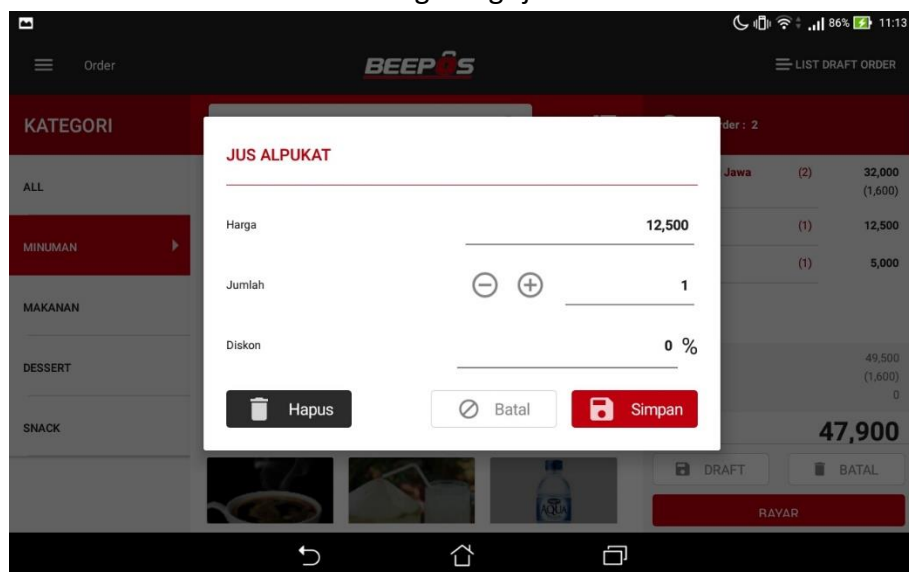 86% 11:13
Order
BEEPOS
LIST DRAFT ORDER
KATEGORI
der : 2
ALL
MINUMAN
MAKANAN
DESSERT
SNACK
JUS ALPUKAT
Harga 12,500
Jumlah 1
Diskon 0 %
Hapus
Batal
Simpan
Jawa (2) 32,000
(1,600)
(1) 12,500
(1) 5,000
49,500
(1,600)
0
47,900
DRAFT
BATAL
BAYAR
AQUA